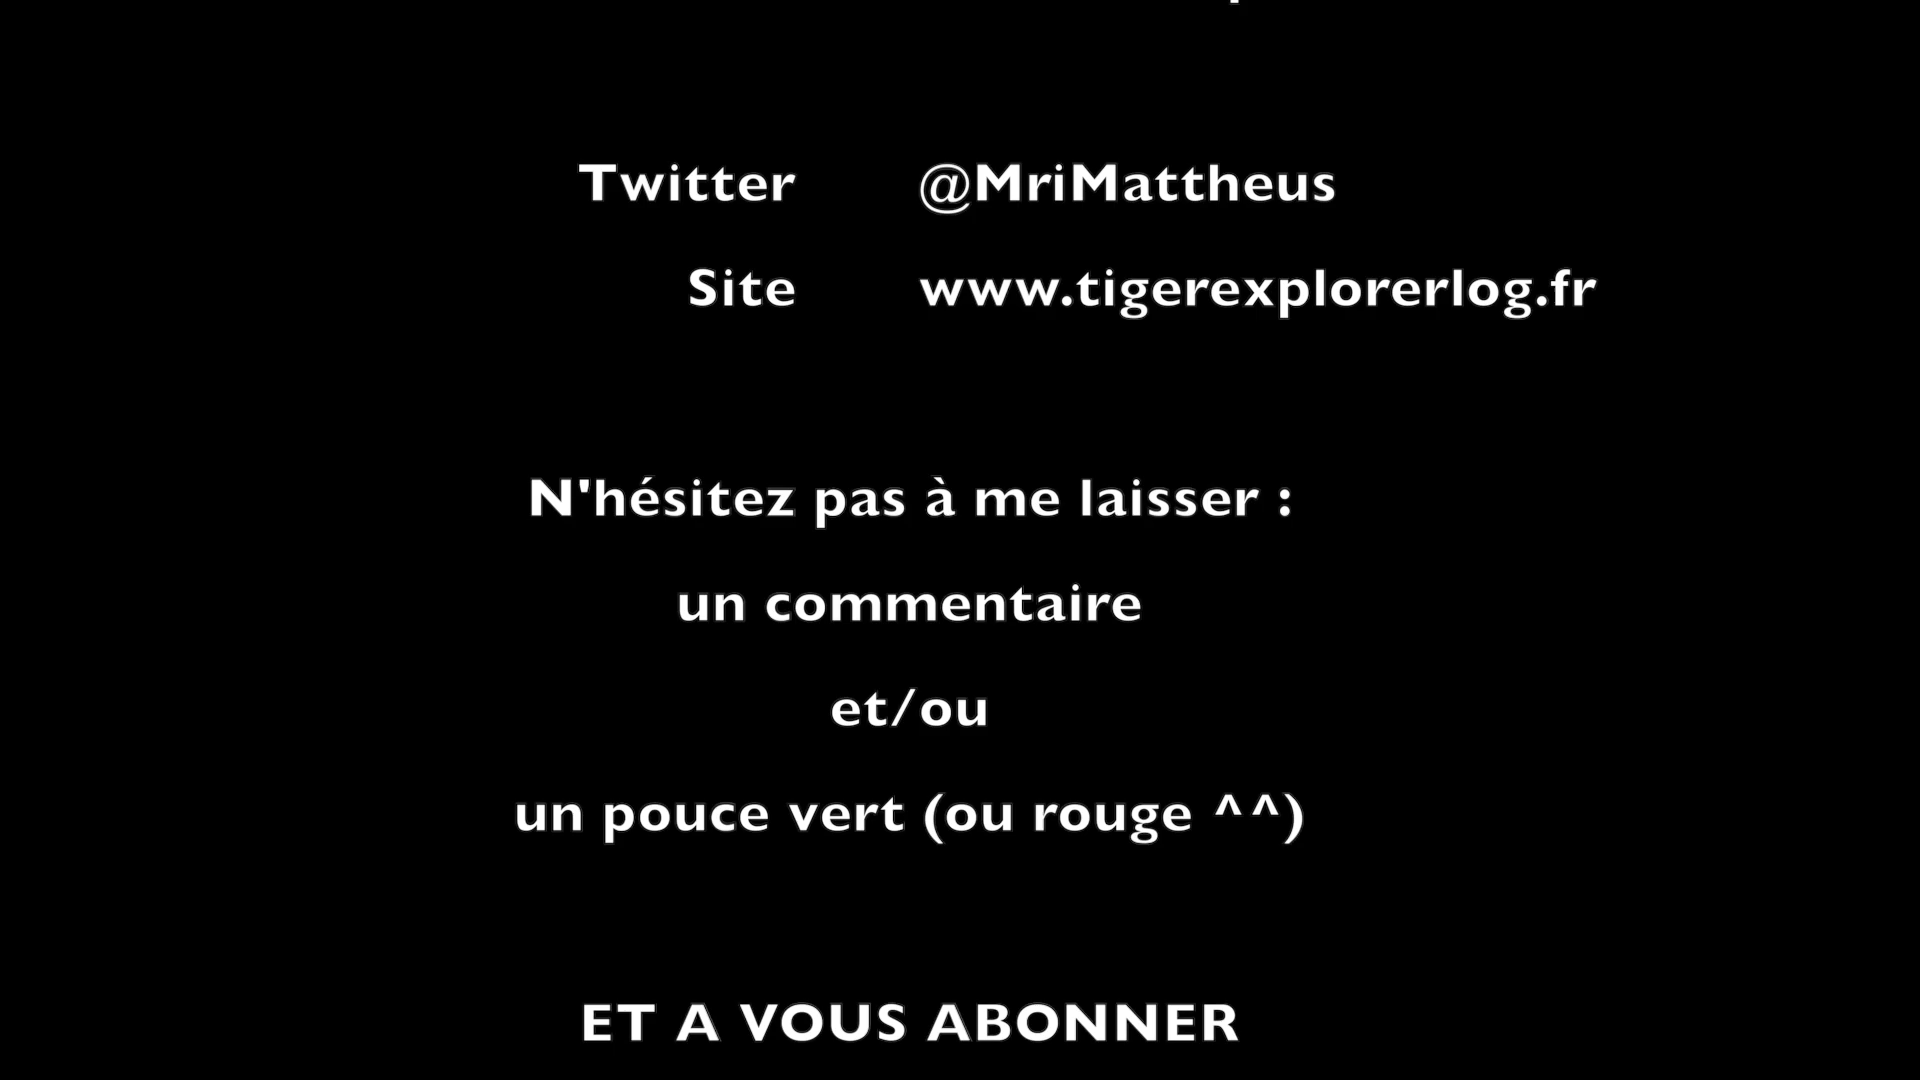 Twitter @MriMattheus
Site www.tigerexplorerlog.fr
N'hésitez pas à me laisser :
un commentaire
et/ou
un pouce vert (ou rouge ^^)
ET A VOUS ABONNER